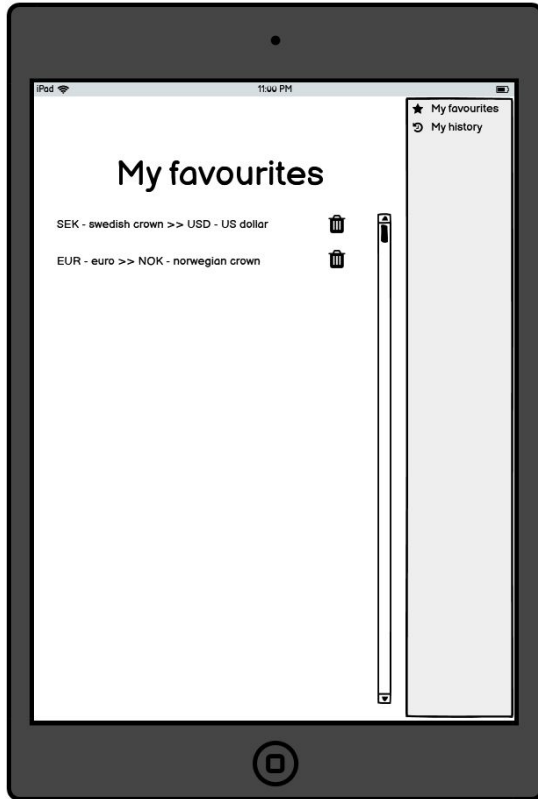 iPad 11:00 PM
My favourites
My history
My favourites
SEK - swedish crown >> USD - US dollar
EUR - euro >> NOK - norwegian crown